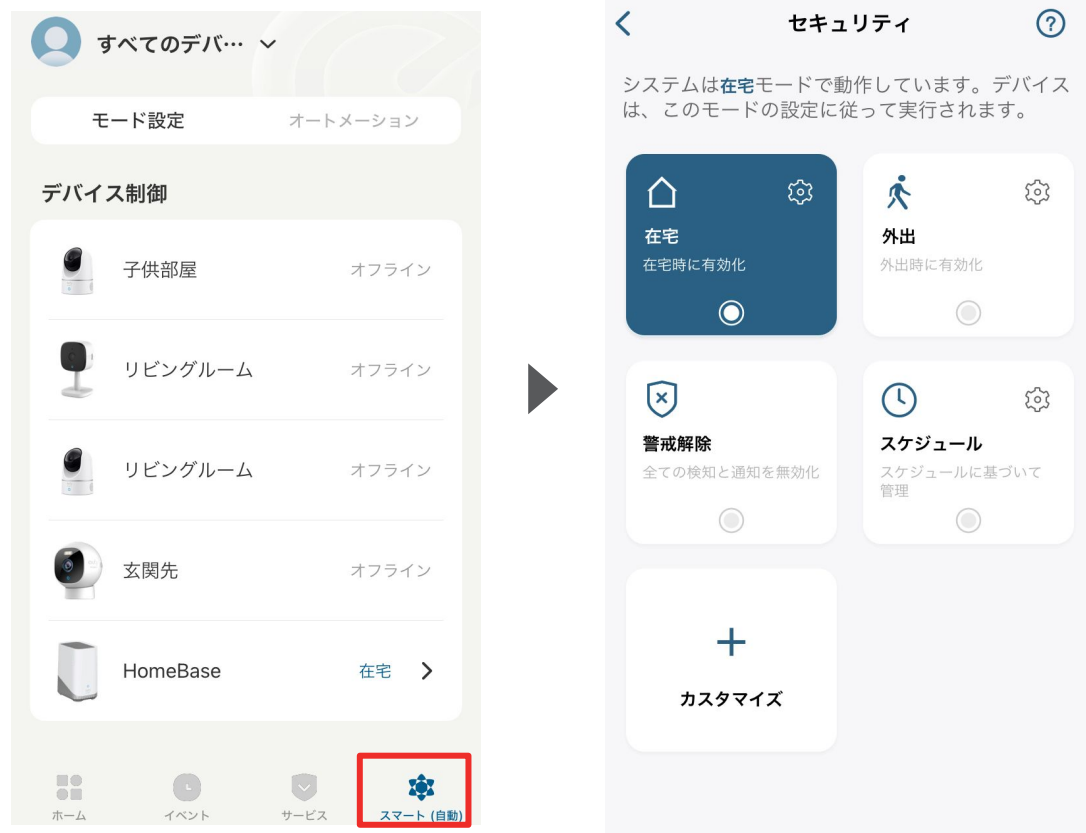 すべてのデバ…
モード設定
オートメーション
デバイス制御
子供部屋
オフライン
リビングルーム
オフライン
リビングルーム
オフライン
玄関先
オフライン
HomeBase
在宅
ホーム
イベント
サービス
スマート (自動)
セキュリティ
?
システムは在宅モードで動作しています。デバイス
は、このモードの設定に従って実行されます。
在宅
在宅時に有効化
外出
外出時に有効化
警戒解除
全ての検知と通知を無効化
スケジュール
スケジュールに基づいて
管理
カスタマイズ